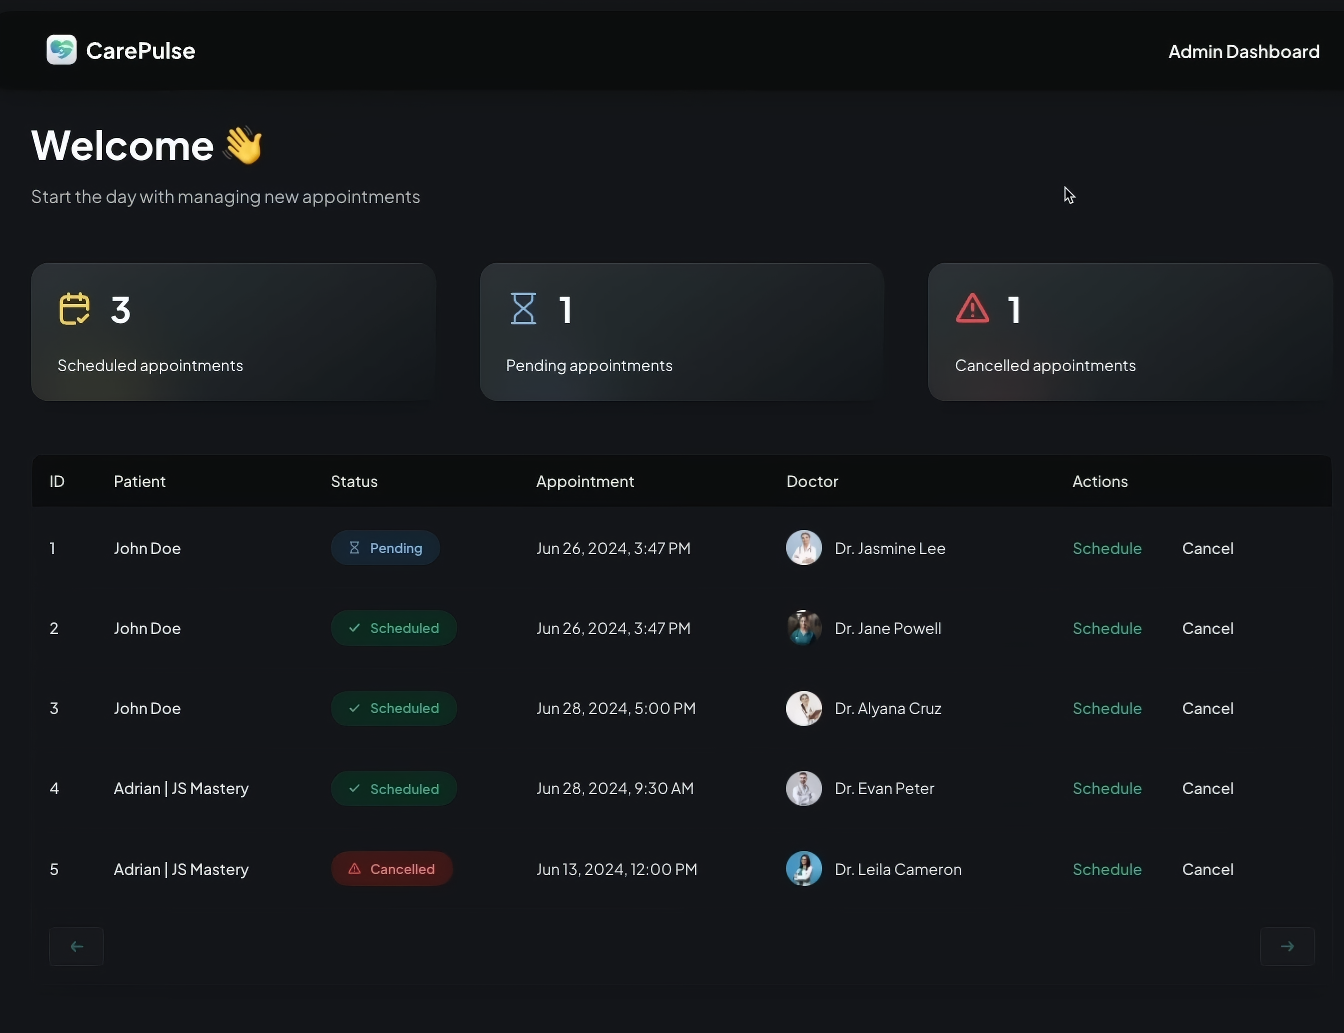 CarePulse
Admin Dashboard
Welcome 👋
Start the day with managing new appointments
3
Scheduled appointments
1
Pending appointments
1
Cancelled appointments
ID Patient Status Appointment Doctor Actions
1 John Doe Pending Jun 26, 2024, 3:47 PM Dr. Jasmine Lee Schedule Cancel
2 John Doe Scheduled Jun 26, 2024, 3:47 PM Dr. Jane Powell Schedule Cancel
3 John Doe Scheduled Jun 28, 2024, 5:00 PM Dr. Alyana Cruz Schedule Cancel
4 Adrian | JS Mastery Scheduled Jun 28, 2024, 9:30 AM Dr. Evan Peter Schedule Cancel
5 Adrian | JS Mastery Cancelled Jun 13, 2024, 12:00 PM Dr. Leila Cameron Schedule Cancel